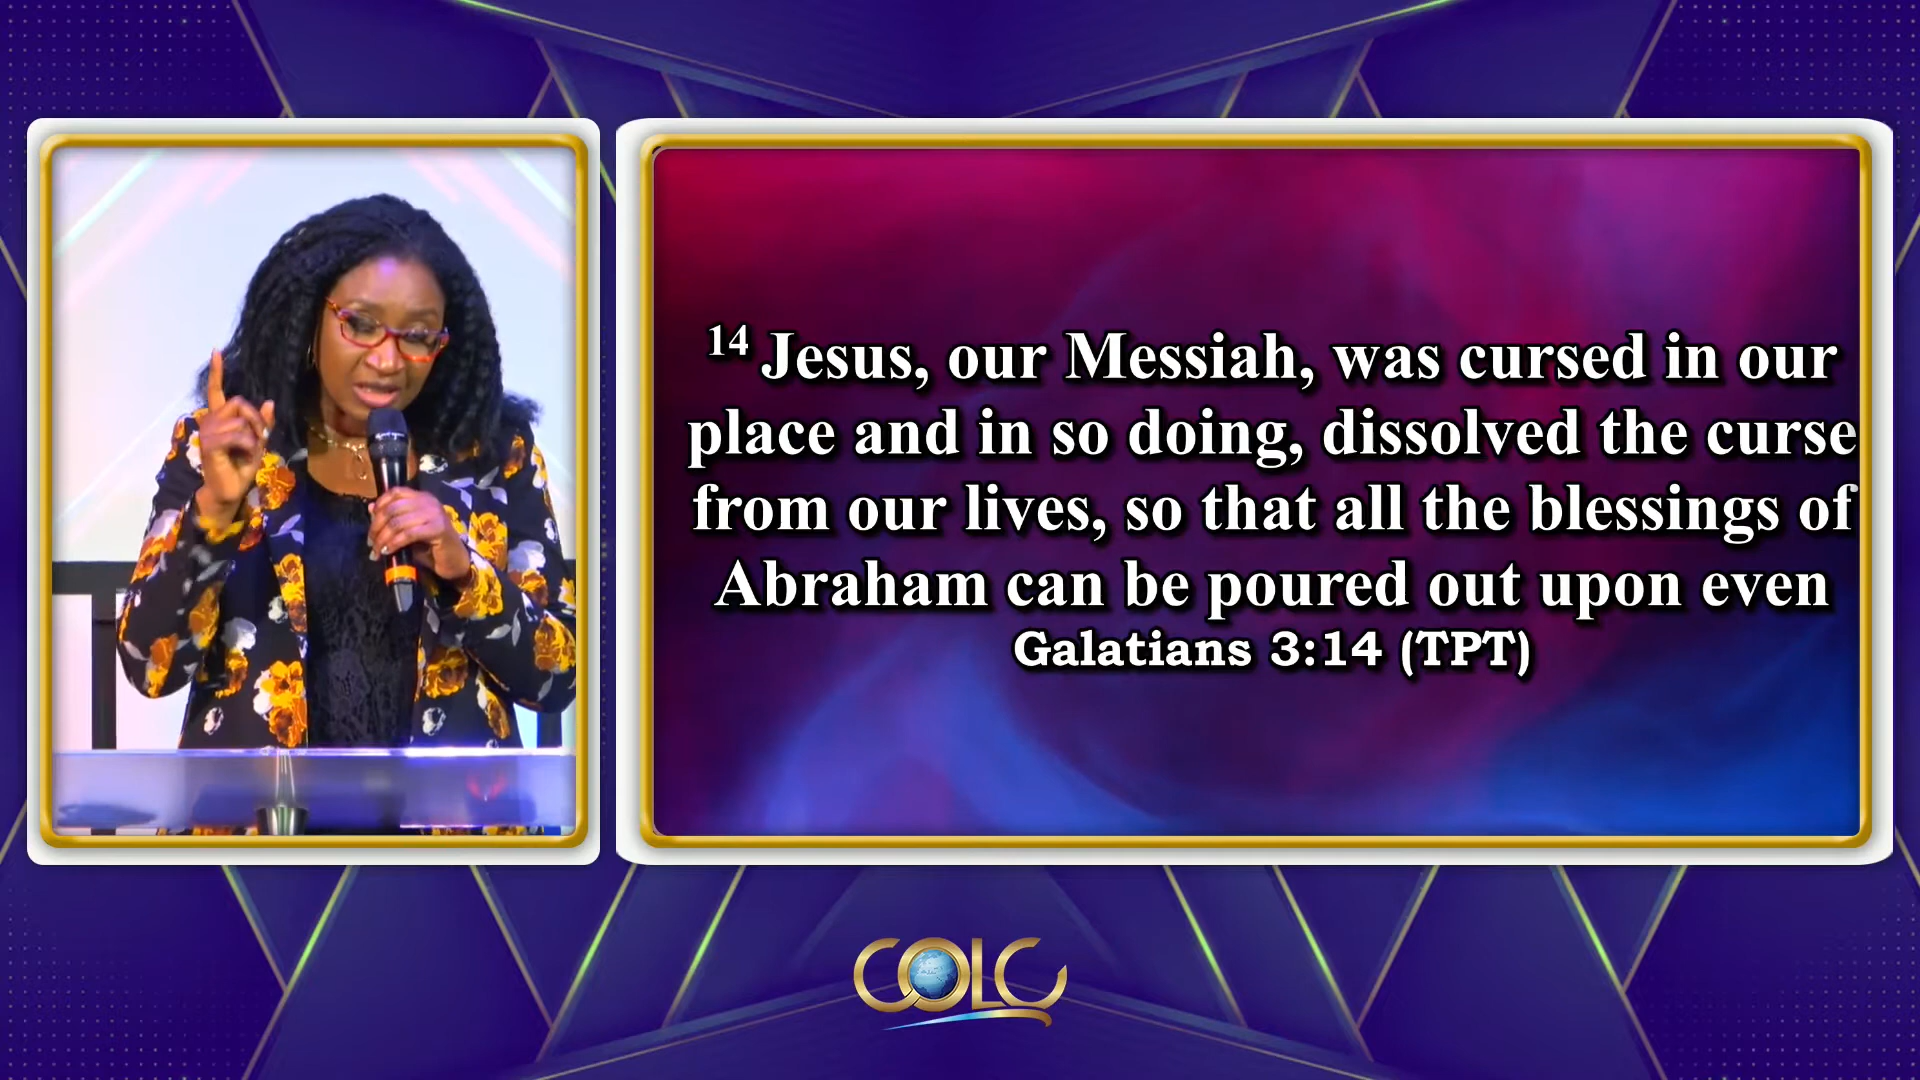 14 Jesus, our Messiah, was cursed in our
place and in so doing, dissolved the curse
from our lives, so that all the blessings of
Abraham can be poured out upon even
Galatians 3:14 (TPT)
COLC